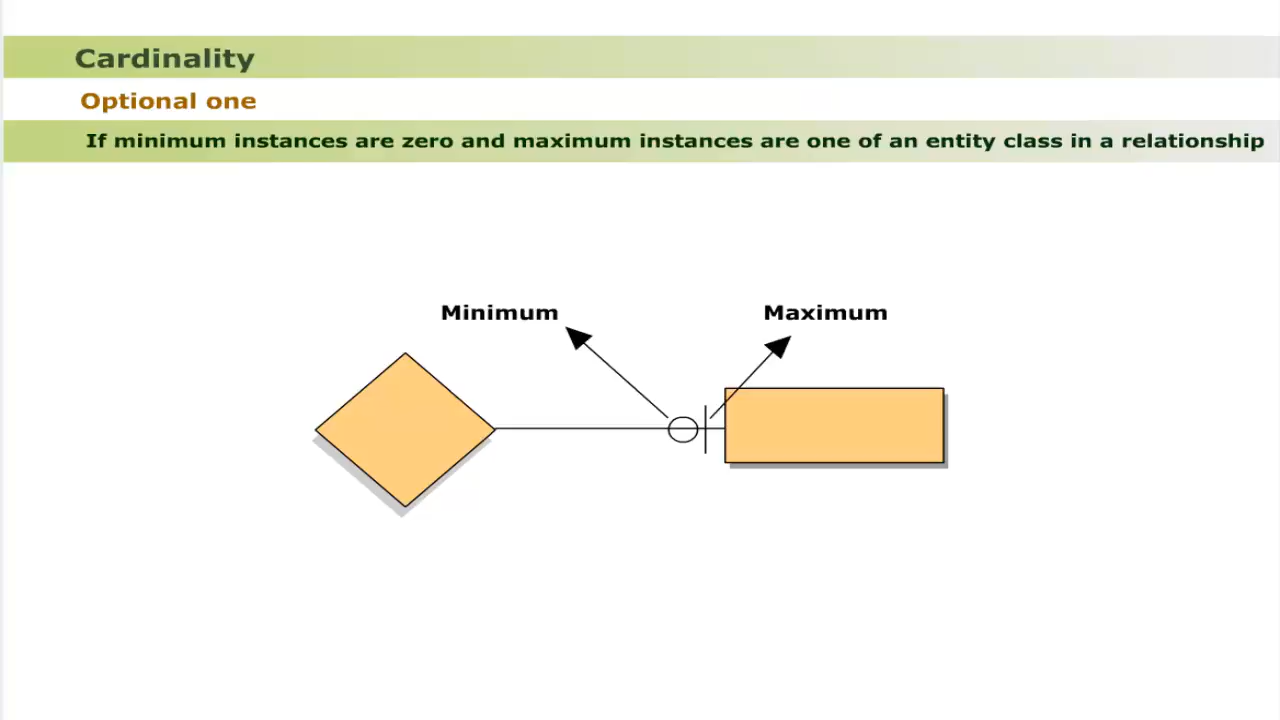 Cardinality
Optional one
If minimum instances are zero and maximum instances are one of an entity class in a relationship
Minimum
Maximum